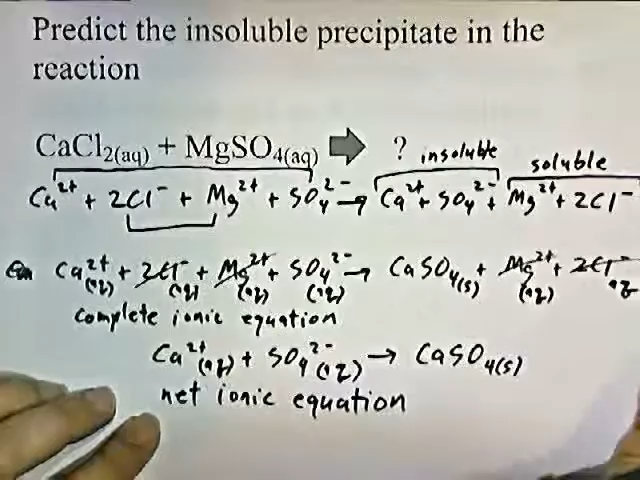 Predict the insoluble precipitate in the
reaction
CaCl2(aq) + MgSO4(aq) → ?
insoluble soluble
Ca²⁺ + 2Cl⁻ + Mg²⁺ + SO₄²⁻ → Ca²⁺ + SO₄²⁻ + Mg²⁺ + 2Cl⁻
Ca²⁺(aq) + 2Cl⁻(aq) + Mg²⁺(aq) + SO₄²⁻(aq) → CaSO₄(s) + Mg²⁺(aq) + 2Cl⁻ aq
complete ionic equation
Ca²⁺(aq) + SO₄²⁻(aq) → CaSO₄(s)
net ionic equation